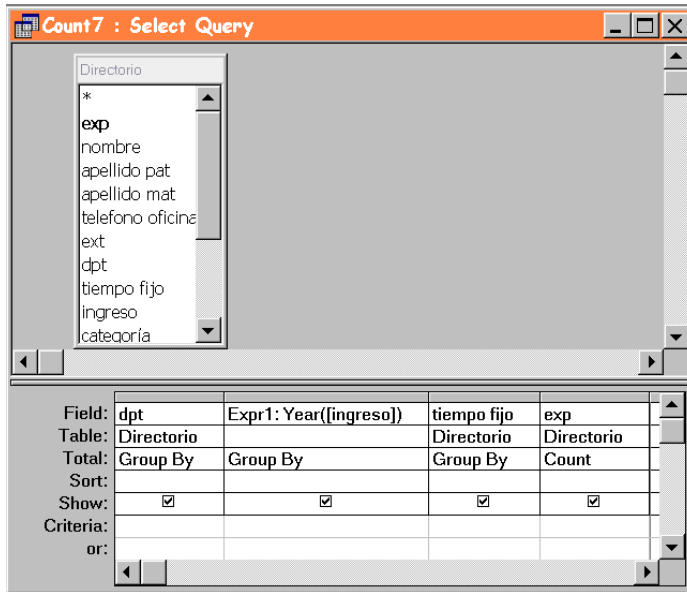 Count7 : Select Query
Directorio
*
exp
nombre
apellido pat
apellido mat
telefono oficina
ext
dpt
tiempo fijo
ingreso
categoría
Field: dpt Expr1: Year([ingreso]) tiempo fijo exp
Table: Directorio Directorio Directorio
Total: Group By Group By Group By Count
Sort:
Show:
Criteria:
or: